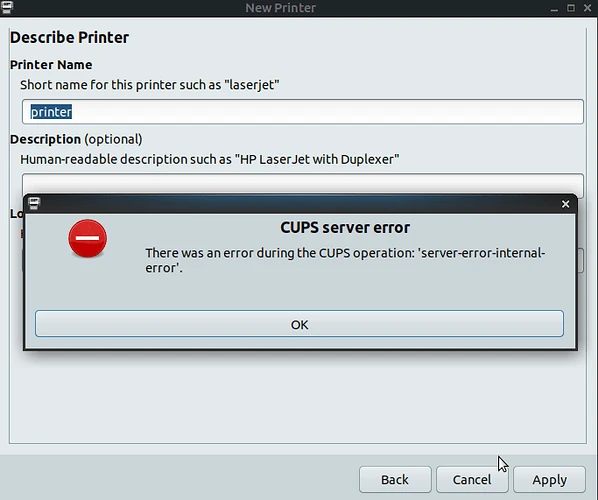 New Printer
Describe Printer
Printer Name
Short name for this printer such as "laserjet"
printer
Description (optional)
Human-readable description such as "HP LaserJet with Duplexer"
CUPS server error
There was an error during the CUPS operation: 'server-error-internal-
error'.
OK
Back
Cancel
Apply